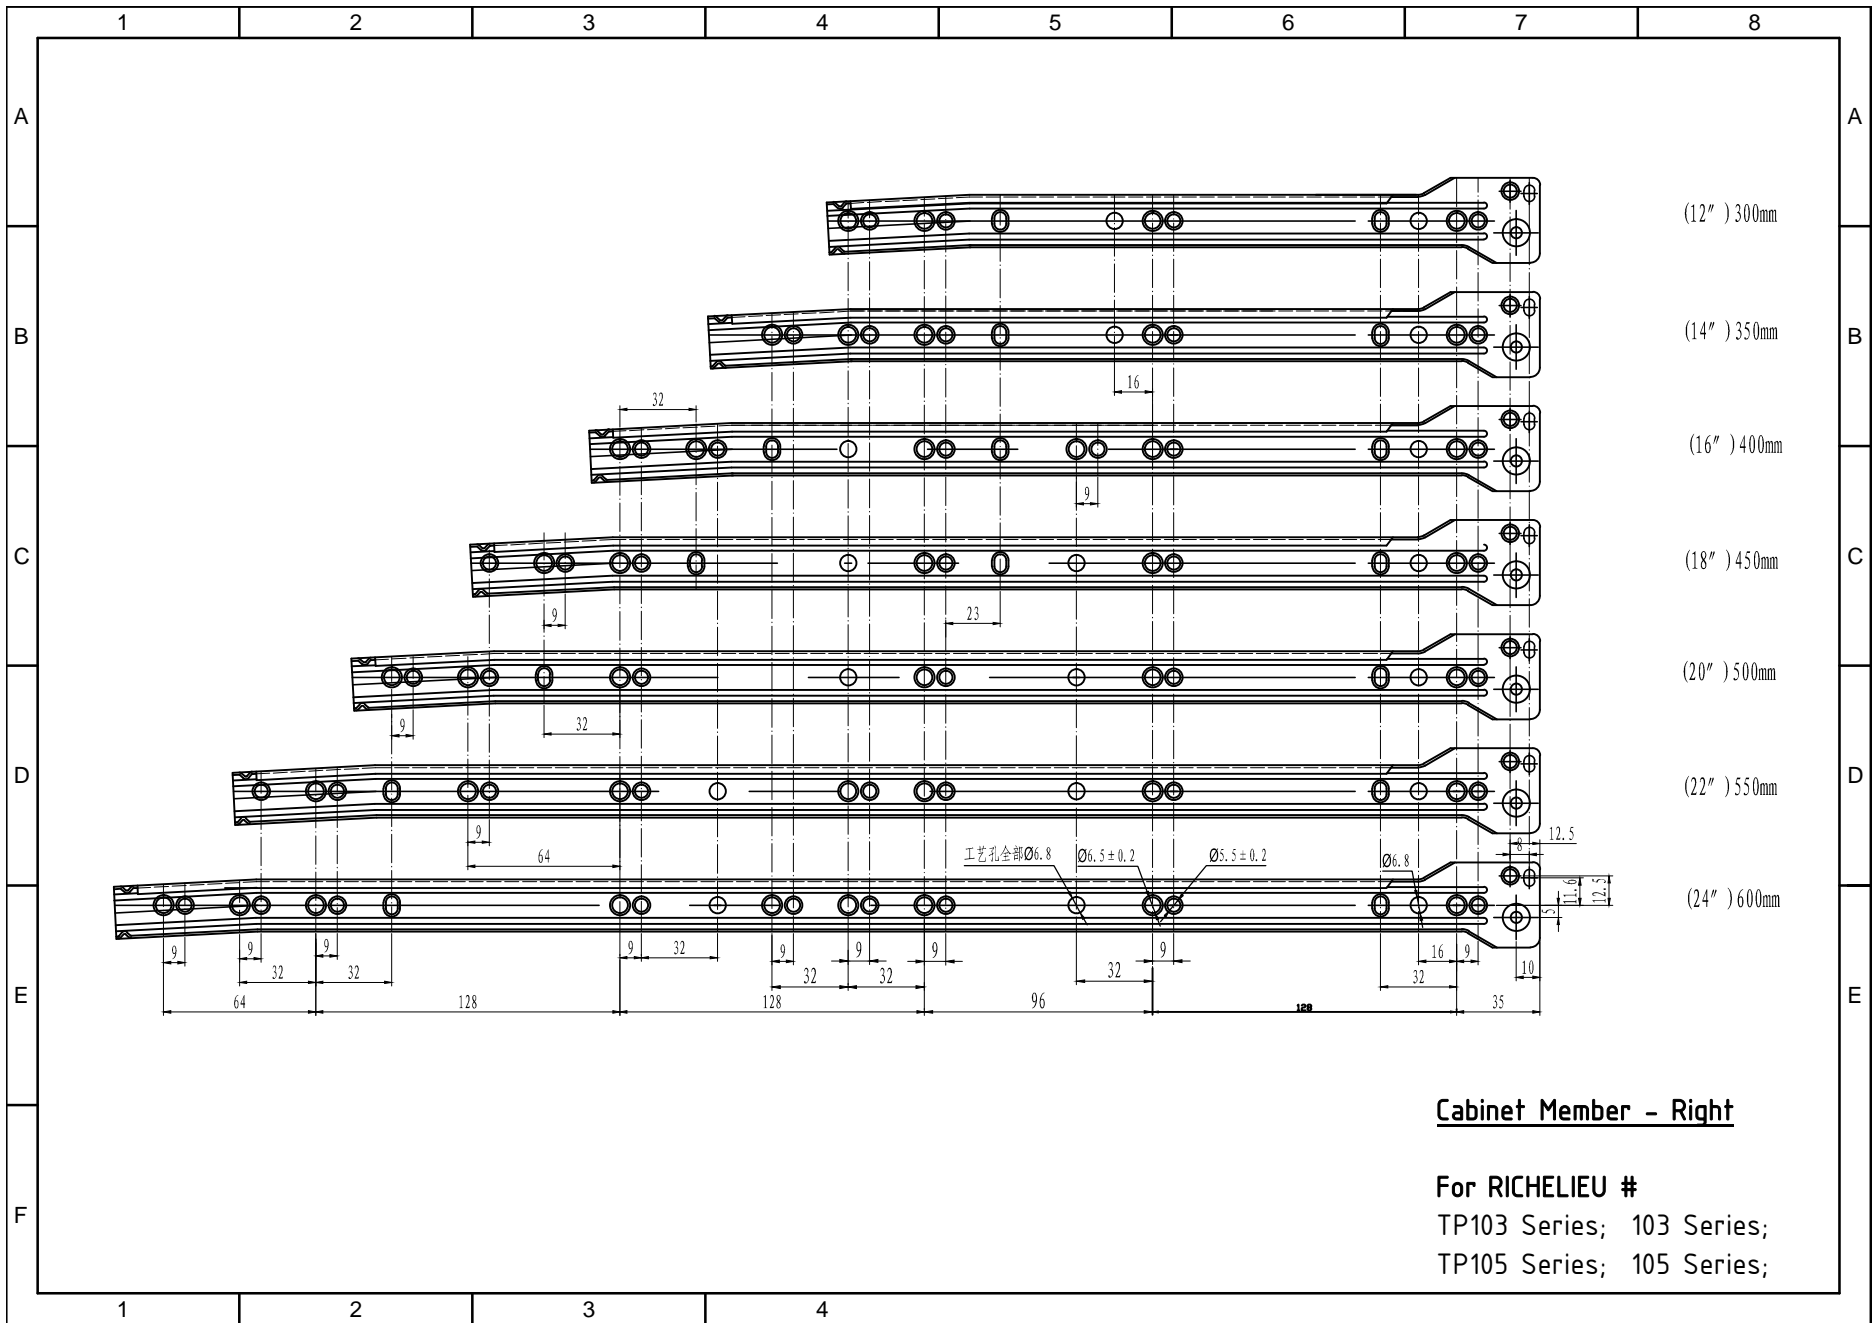 1 2 3 4 5 6 7 8
A A
(12" ) 300mm
B B
(14" ) 350mm
16
32
(16" ) 400mm
9
C C
(18" ) 450mm
9
23
(20" ) 500mm
9
32
D D
(22" ) 550mm
9
64
工艺孔全部Ø6.8
Ø6.5±0.2
Ø5.5±0.2
Ø6.8
12.5
8
11.6
12.5
5
(24" ) 600mm
9 9 9 9 32 9 9 9 9 16 9
32 32 32 32 32 32 10
64 128 128 96 128 35
E E
Cabinet Member - Right
For RICHELIEU #
F F
TP103 Series; 103 Series;
TP105 Series; 105 Series;
1 2 3 4